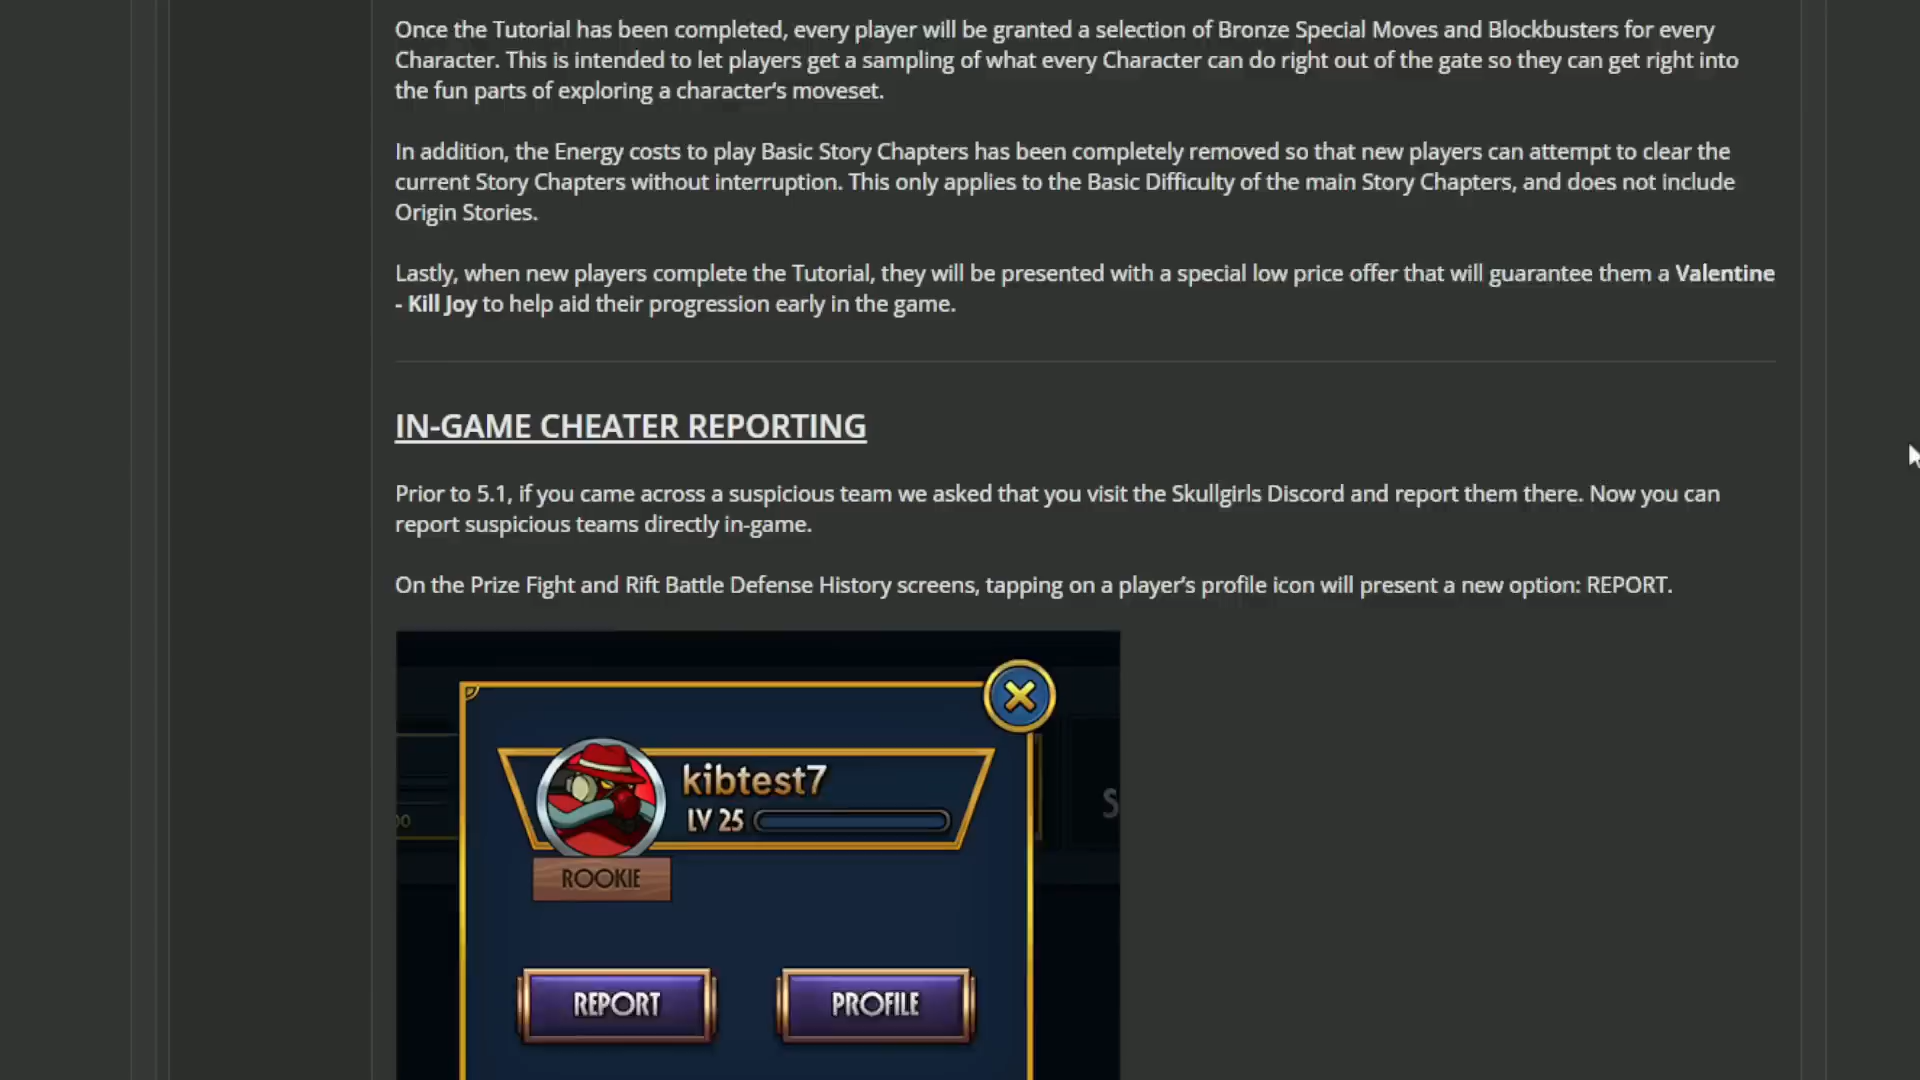 Once the Tutorial has been completed, every player will be granted a selection of Bronze Special Moves and Blockbusters for every
Character. This is intended to let players get a sampling of what every Character can do right out of the gate so they can get right into
the fun parts of exploring a character's moveset.
In addition, the Energy costs to play Basic Story Chapters has been completely removed so that new players can attempt to clear the
current Story Chapters without interruption. This only applies to the Basic Difficulty of the main Story Chapters, and does not include
Origin Stories.
Lastly, when new players complete the Tutorial, they will be presented with a special low price offer that will guarantee them a Valentine
- Kill Joy to help aid their progression early in the game.
IN-GAME CHEATER REPORTING
Prior to 5.1, if you came across a suspicious team we asked that you visit the Skullgirls Discord and report them there. Now you can
report suspicious teams directly in-game.
On the Prize Fight and Rift Battle Defense History screens, tapping on a player's profile icon will present a new option: REPORT.
kibtest7
LV 25
ROOKIE
REPORT
PROFILE